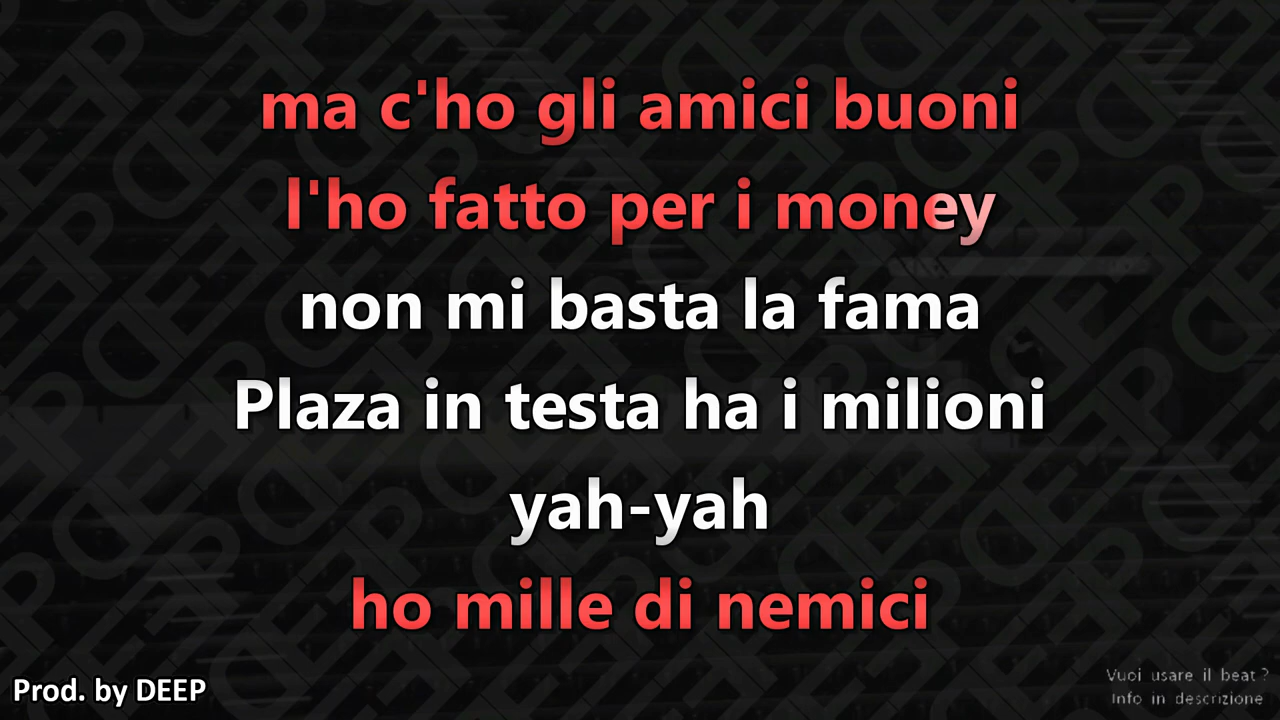 ma c'ho gli amici buoni
l'ho fatto per i money
non mi basta la fama
Plaza in testa ha i milioni
yah-yah
ho mille di nemici
Prod. by DEEP
Vuoi usare il beat ?
Info in descrizione